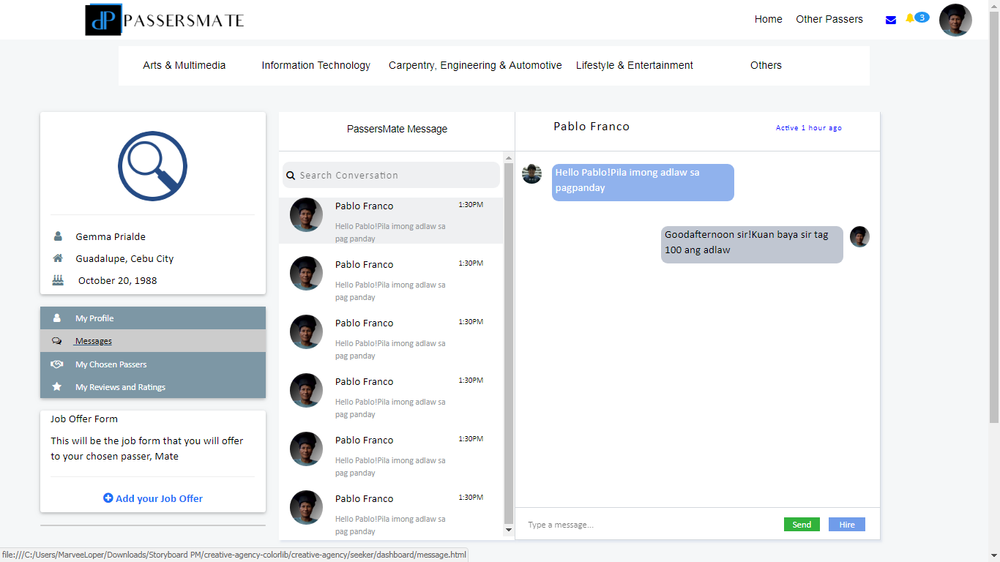 dP PASSERSMATE
Home
Other Passers
3
Arts & Multimedia
Information Technology
Carpentry, Engineering & Automotive
Lifestyle & Entertainment
Others
Gemma Prialde
Guadalupe, Cebu City
October 20, 1988
My Profile
Messages
My Chosen Passers
My Reviews and Ratings
Job Offer Form
This will be the job form that you will offer
to your chosen passer, Mate
Add your Job Offer
PassersMate Message
Search Conversation
Pablo Franco
1:30PM
Hello Pablo!Pila imong adlaw sa
pag panday
Pablo Franco
1:30PM
Hello Pablo!Pila imong adlaw sa
pag panday
Pablo Franco
1:30PM
Hello Pablo!Pila imong adlaw sa
pag panday
Pablo Franco
1:30PM
Hello Pablo!Pila imong adlaw sa
pag panday
Pablo Franco
1:30PM
Hello Pablo!Pila imong adlaw sa
pag panday
Pablo Franco
1:30PM
Hello Pablo!Pila imong adlaw sa
pag panday
Pablo Franco
Active 1 hour ago
Hello Pablo!Pila imong adlaw sa
pagpanday
Goodafternoon sir!Kuan baya sir tag
100 ang adlaw
Type a message...
Send
Hire
file:///C:/Users/MarveeLoper/Downloads/Storyboard PM/creative-agency-colorlib/creative-agency/seeker/dashboard/message.html